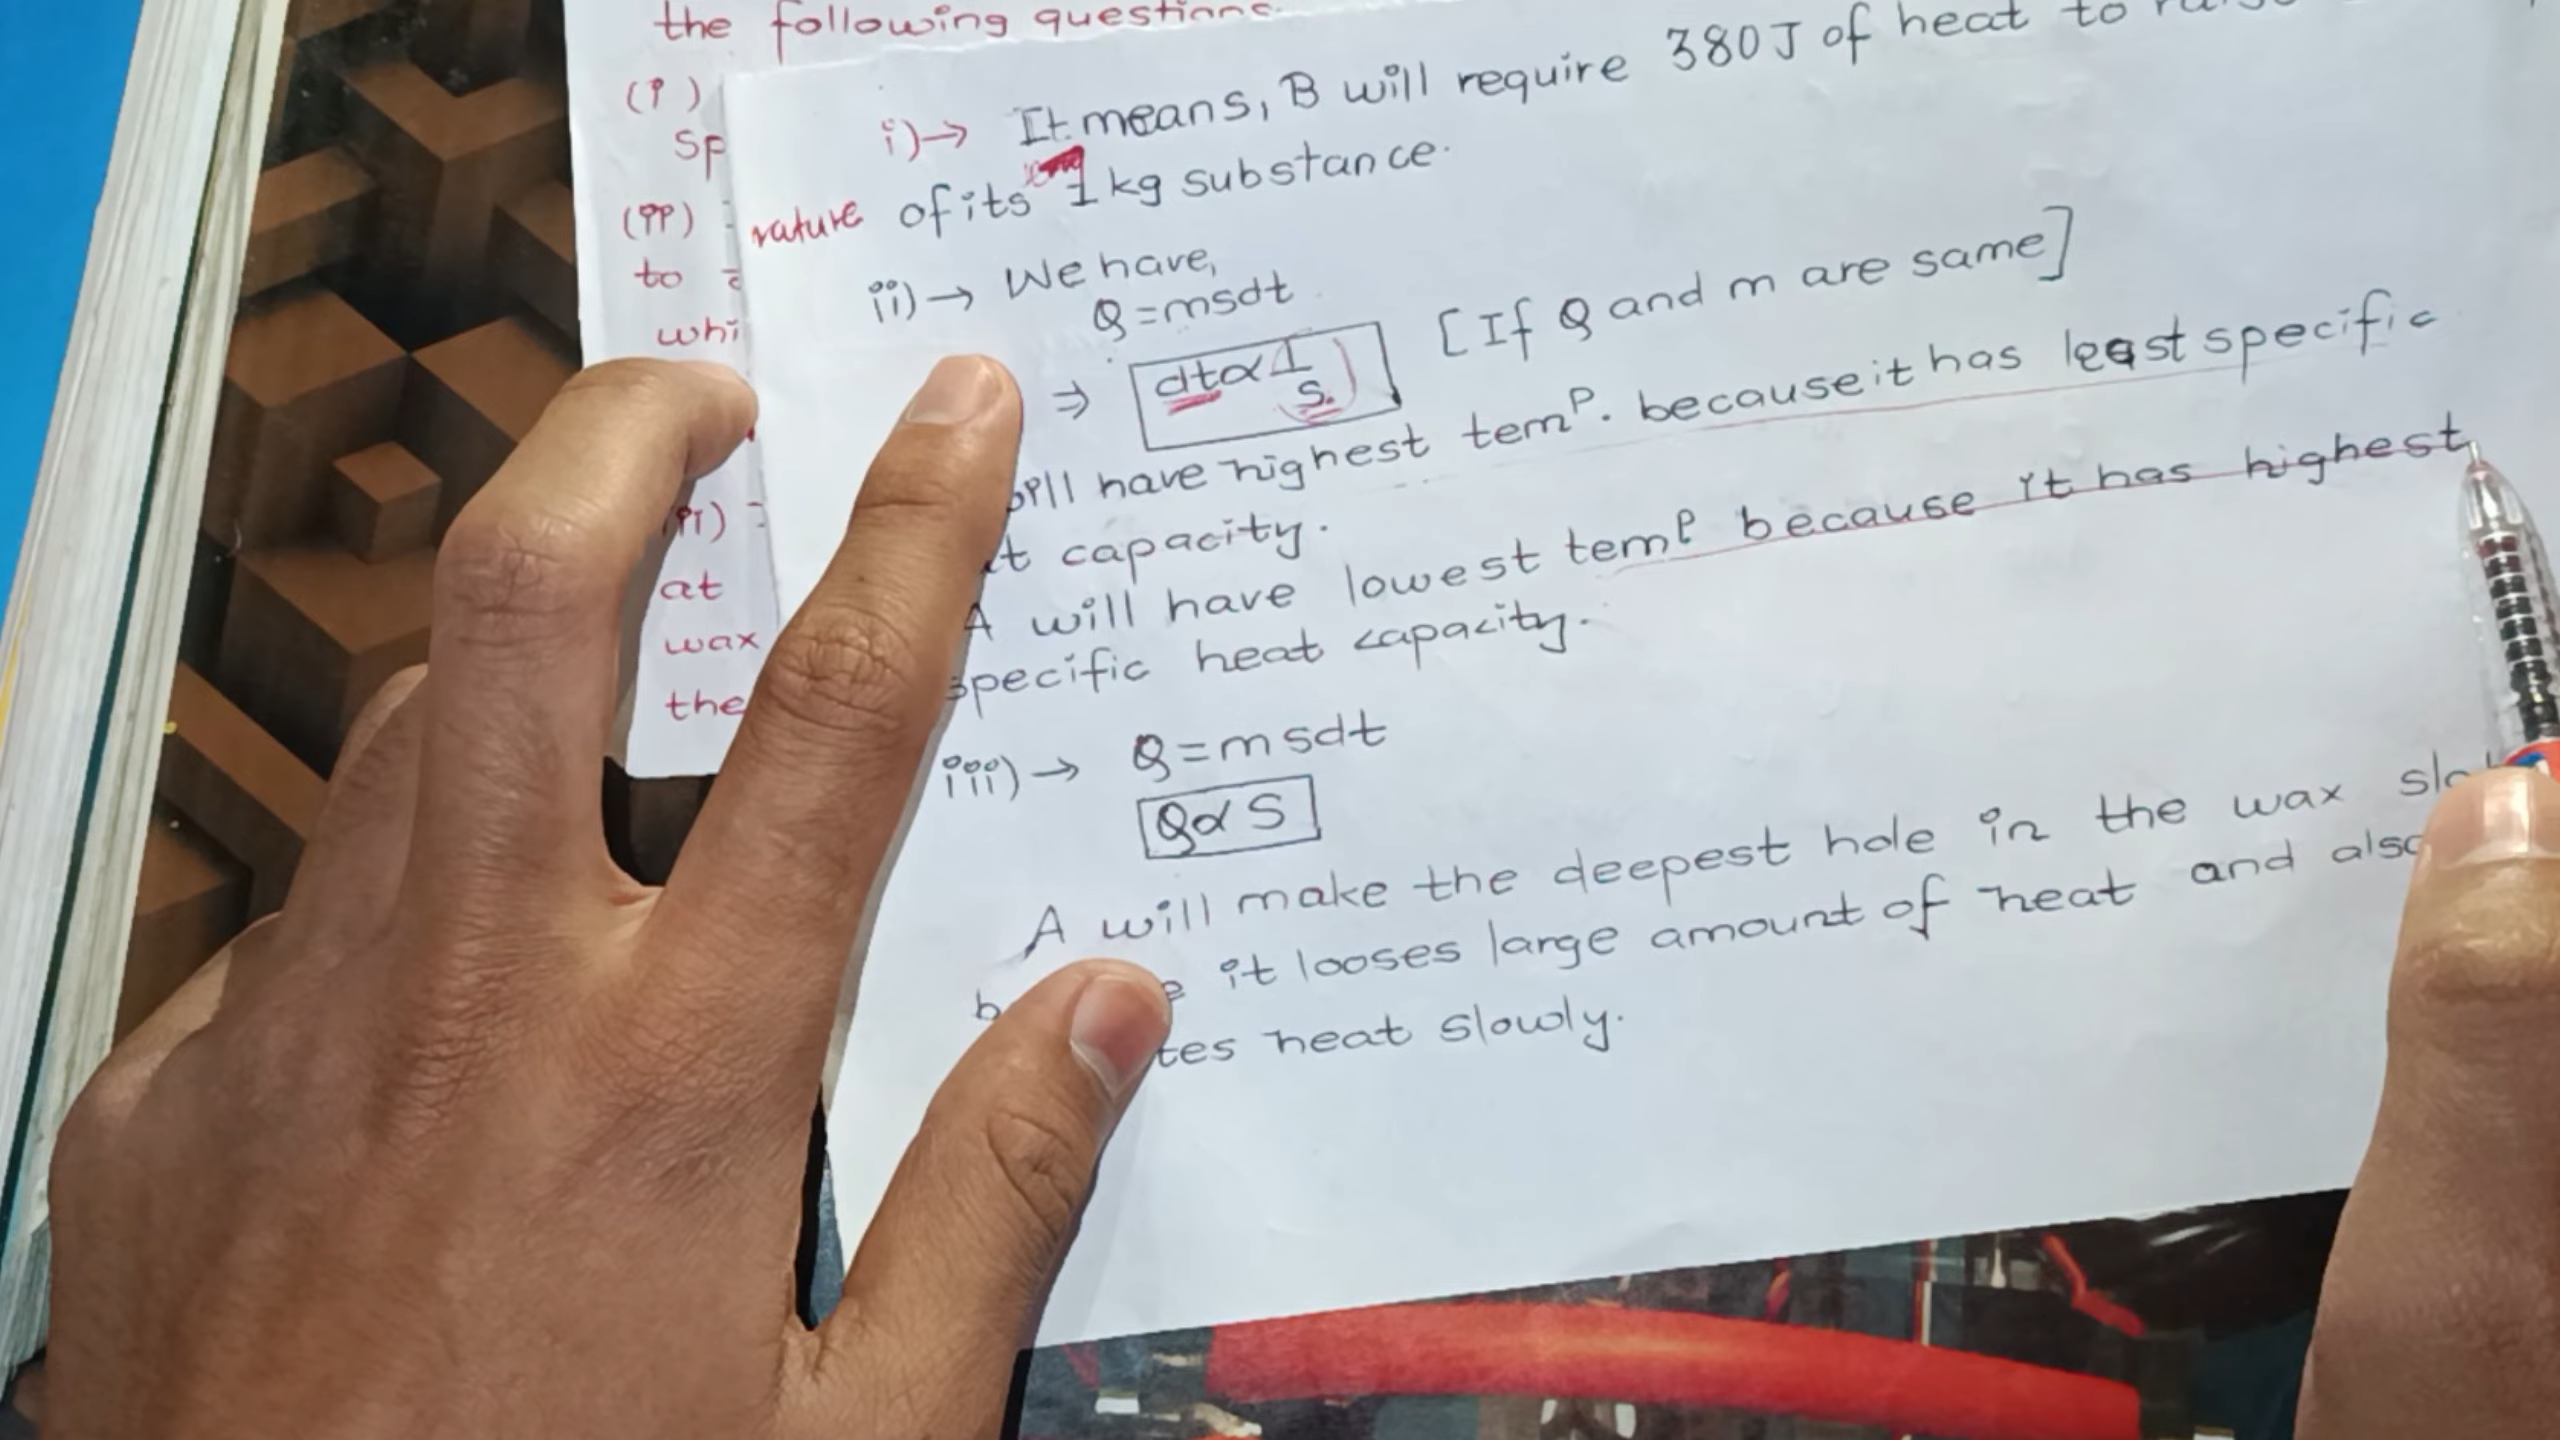 the following questions.
(i)
sp
(ii)
to
whi
at
wax
the
i)→ It means, B will require 380J of heat to
rature of its 1 kg substance.
ii)→ We have,
Q=msdt
⇒ dt∝1/s. [If Q and m are same]
ill have highest temp. because it has least specific
t capacity.
A will have lowest temp because it has highest
specific heat capacity.
iii)→ Q=msdt
Q∝S
A will make the deepest hole in the wax
it looses large amount of heat and also
tes heat slowly.